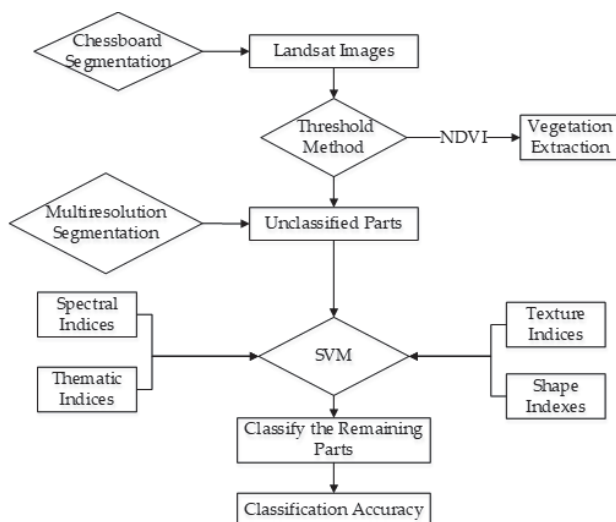 Chessboard
Segmentation
Landsat Images
Threshold
Method
NDVI
Vegetation
Extraction
Multiresolution
Segmentation
Unclassified Parts
Spectral
Indices
Thematic
Indices
SVM
Texture
Indices
Shape
Indexes
Classify the Remaining
Parts
Classification Accuracy